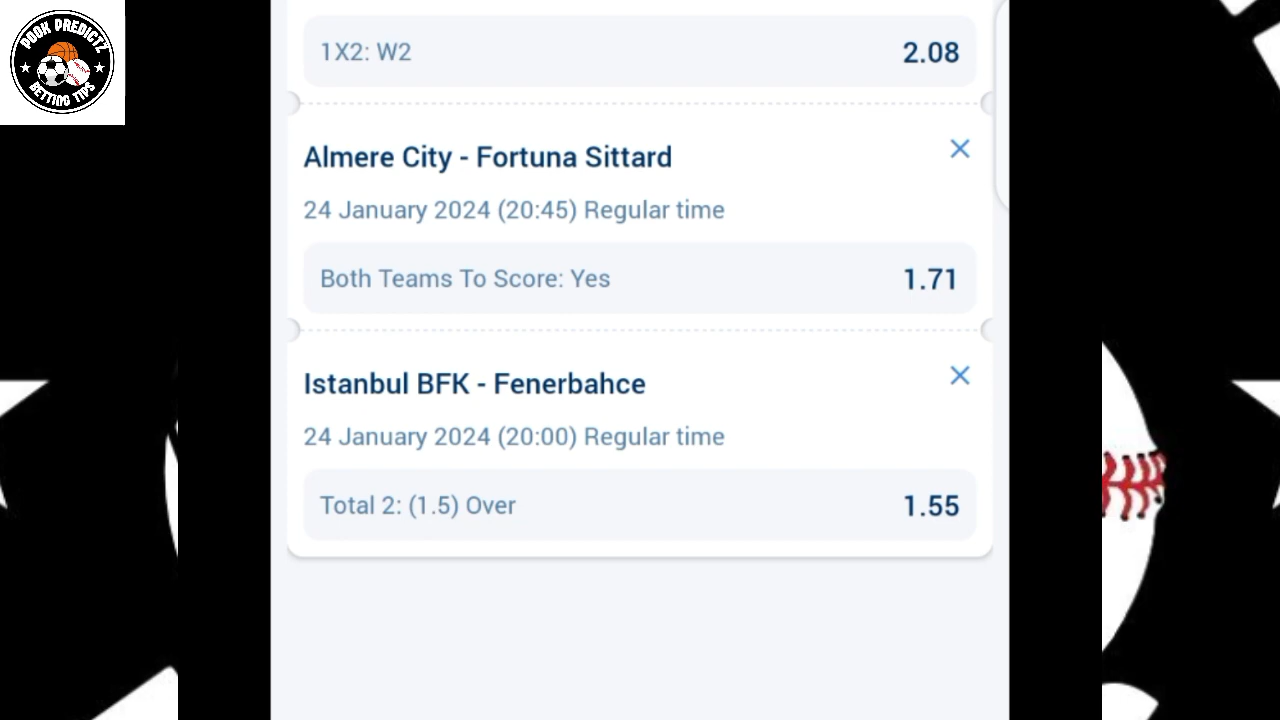 POOK PREDICTZ
BETTING TIPS
1X2: W2
2.08
Almere City - Fortuna Sittard
24 January 2024 (20:45) Regular time
Both Teams To Score: Yes
1.71
Istanbul BFK - Fenerbahce
24 January 2024 (20:00) Regular time
Total 2: (1.5) Over
1.55